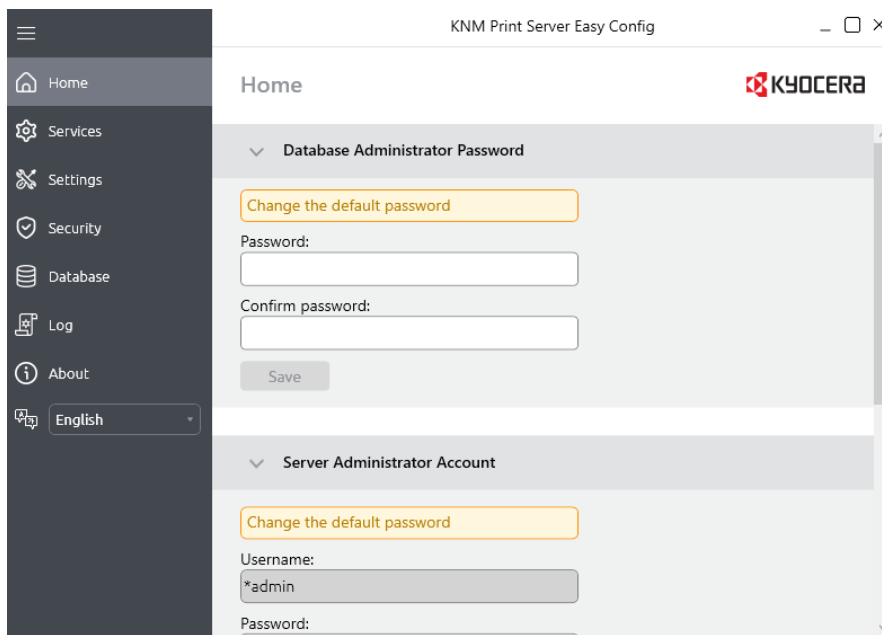 KNM Print Server Easy Config
Home
Services
Settings
Security
Database
Log
About
English
Home
KYOCERA
Database Administrator Password
Change the default password
Password:
Confirm password:
Save
Server Administrator Account
Change the default password
Username:
*admin
Password: